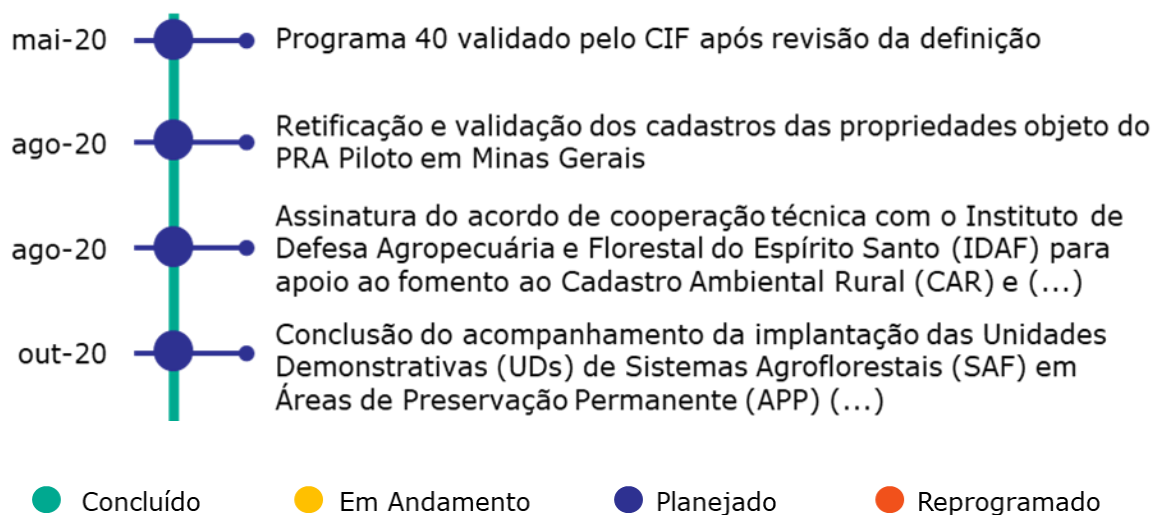 mai-20
Programa 40 validado pelo CIF após revisão da definição
ago-20
Retificação e validação dos cadastros das propriedades objeto do
PRA Piloto em Minas Gerais
ago-20
Assinatura do acordo de cooperação técnica com o Instituto de
Defesa Agropecuária e Florestal do Espírito Santo (IDAF) para
apoio ao fomento ao Cadastro Ambiental Rural (CAR) e (...)
out-20
Conclusão do acompanhamento da implantação das Unidades
Demonstrativas (UDs) de Sistemas Agroflorestais (SAF) em
Áreas de Preservação Permanente (APP) (...)
Concluído
Em Andamento
Planejado
Reprogramado